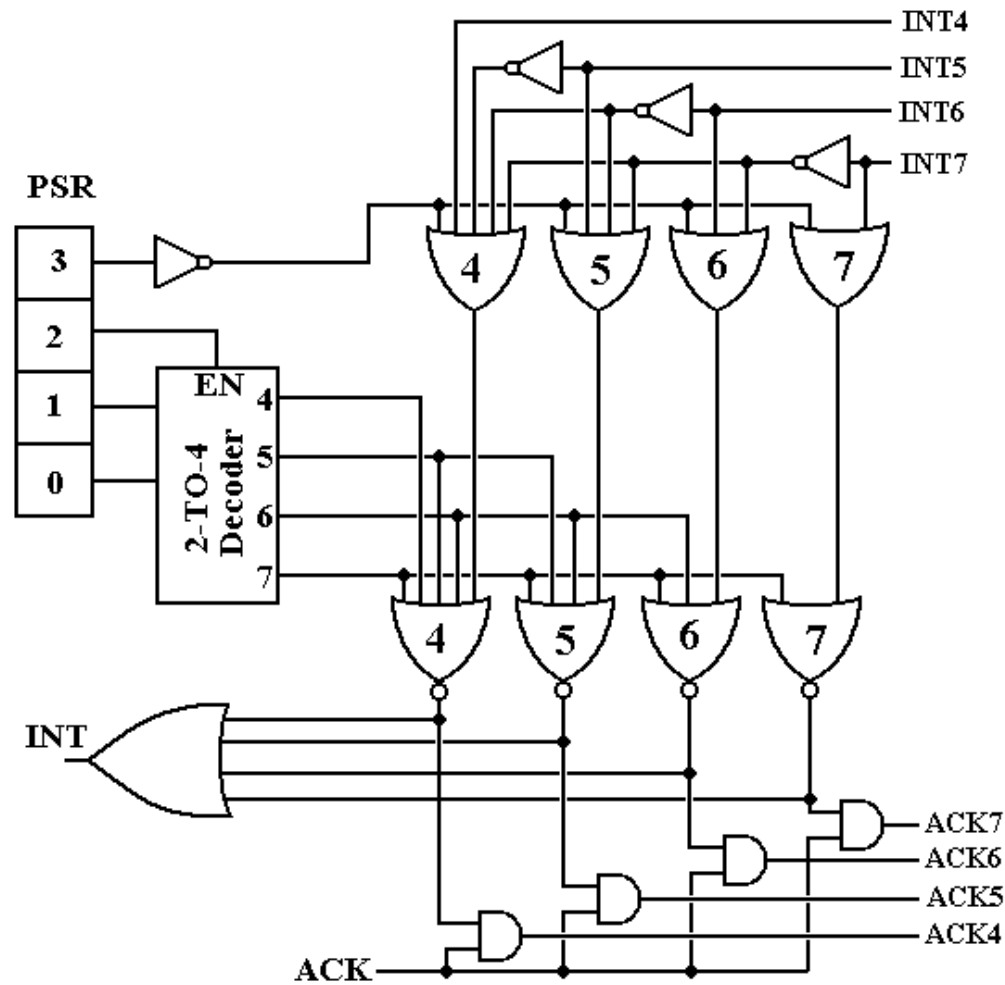 INT4
INT5
INT6
INT7
PSR
3
2
1
0
4
5
6
7
EN
2-TO-4
Decoder
4
5
6
7
4
5
6
7
INT
ACK7
ACK6
ACK5
ACK4
ACK